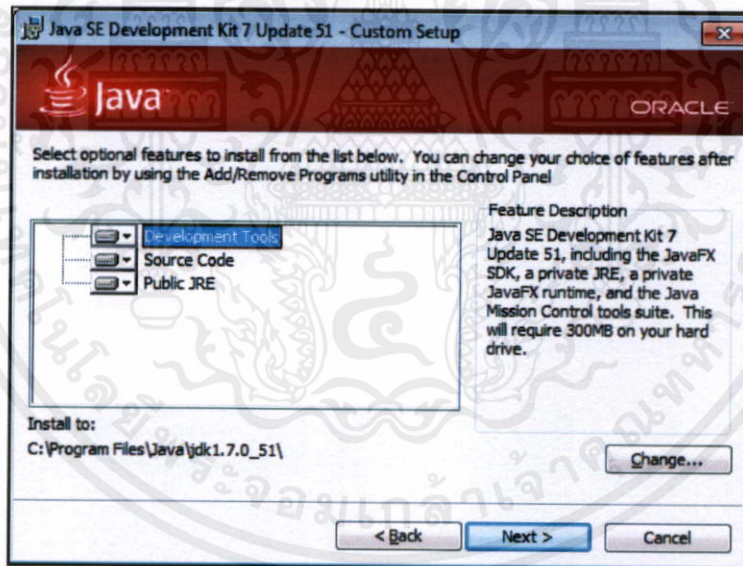 Java SE Development Kit 7 Update 51 - Custom Setup
Java
ORACLE
Select optional features to install from the list below. You can change your choice of features after
installation by using the Add/Remove Programs utility in the Control Panel
Development Tools
Source Code
Public JRE
Feature Description
Java SE Development Kit 7
Update 51, including the JavaFX
SDK, a private JRE, a private
JavaFX runtime, and the Java
Mission Control tools suite. This
will require 300MB on your hard
drive.
Install to:
C:\Program Files\Java\jdk1.7.0_51\
Change...
< Back
Next >
Cancel